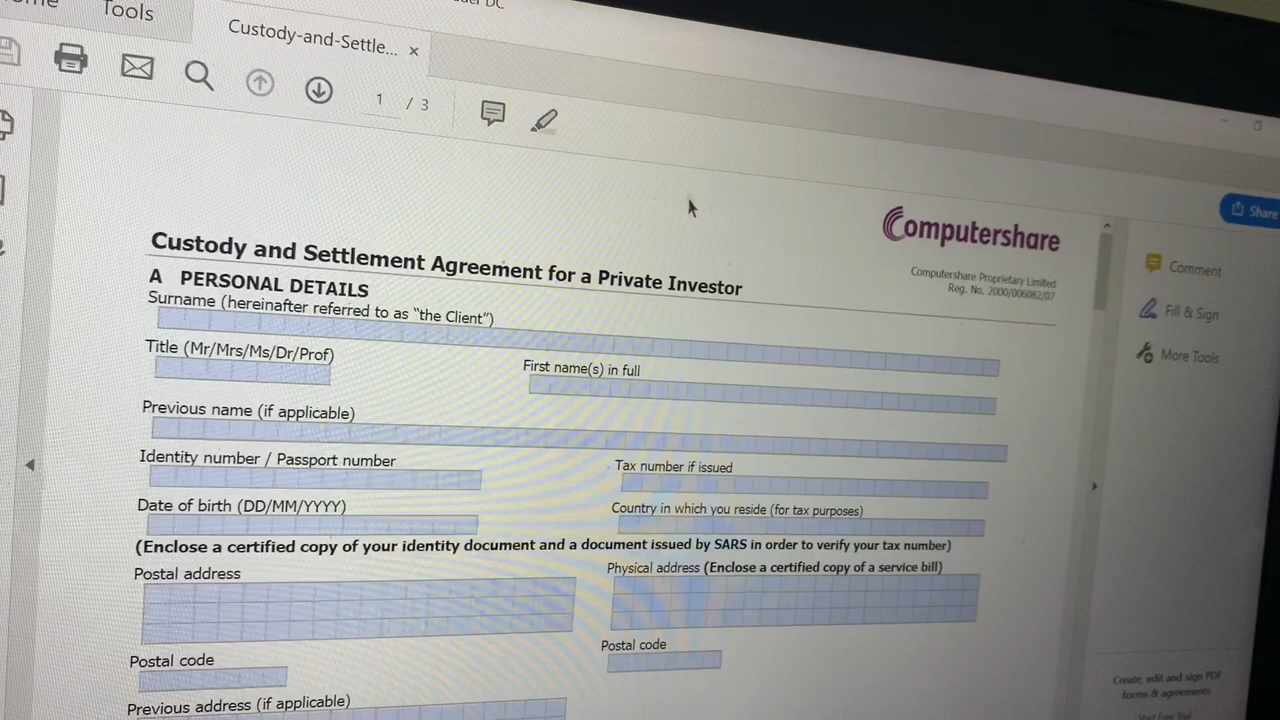 DC
Tools
Custody-and-Settle... ×
1 / 3
Share
Computershare
Computershare Proprietary Limited
Reg. No. 2000/006082/07
Custody and Settlement Agreement for a Private Investor
A PERSONAL DETAILS
Surname (hereinafter referred to as “the Client”)
Title (Mr/Mrs/Ms/Dr/Prof)
First name(s) in full
Previous name (if applicable)
Identity number / Passport number
Tax number if issued
Date of birth (DD/MM/YYYY)
Country in which you reside (for tax purposes)
(Enclose a certified copy of your identity document and a document issued by SARS in order to verify your tax number)
Postal address
Physical address (Enclose a certified copy of a service bill)
Postal code
Postal code
Previous address (if applicable)
Comment
Fill & Sign
More Tools
Create, edit and sign PDF
forms & agreements
Start Free Trial